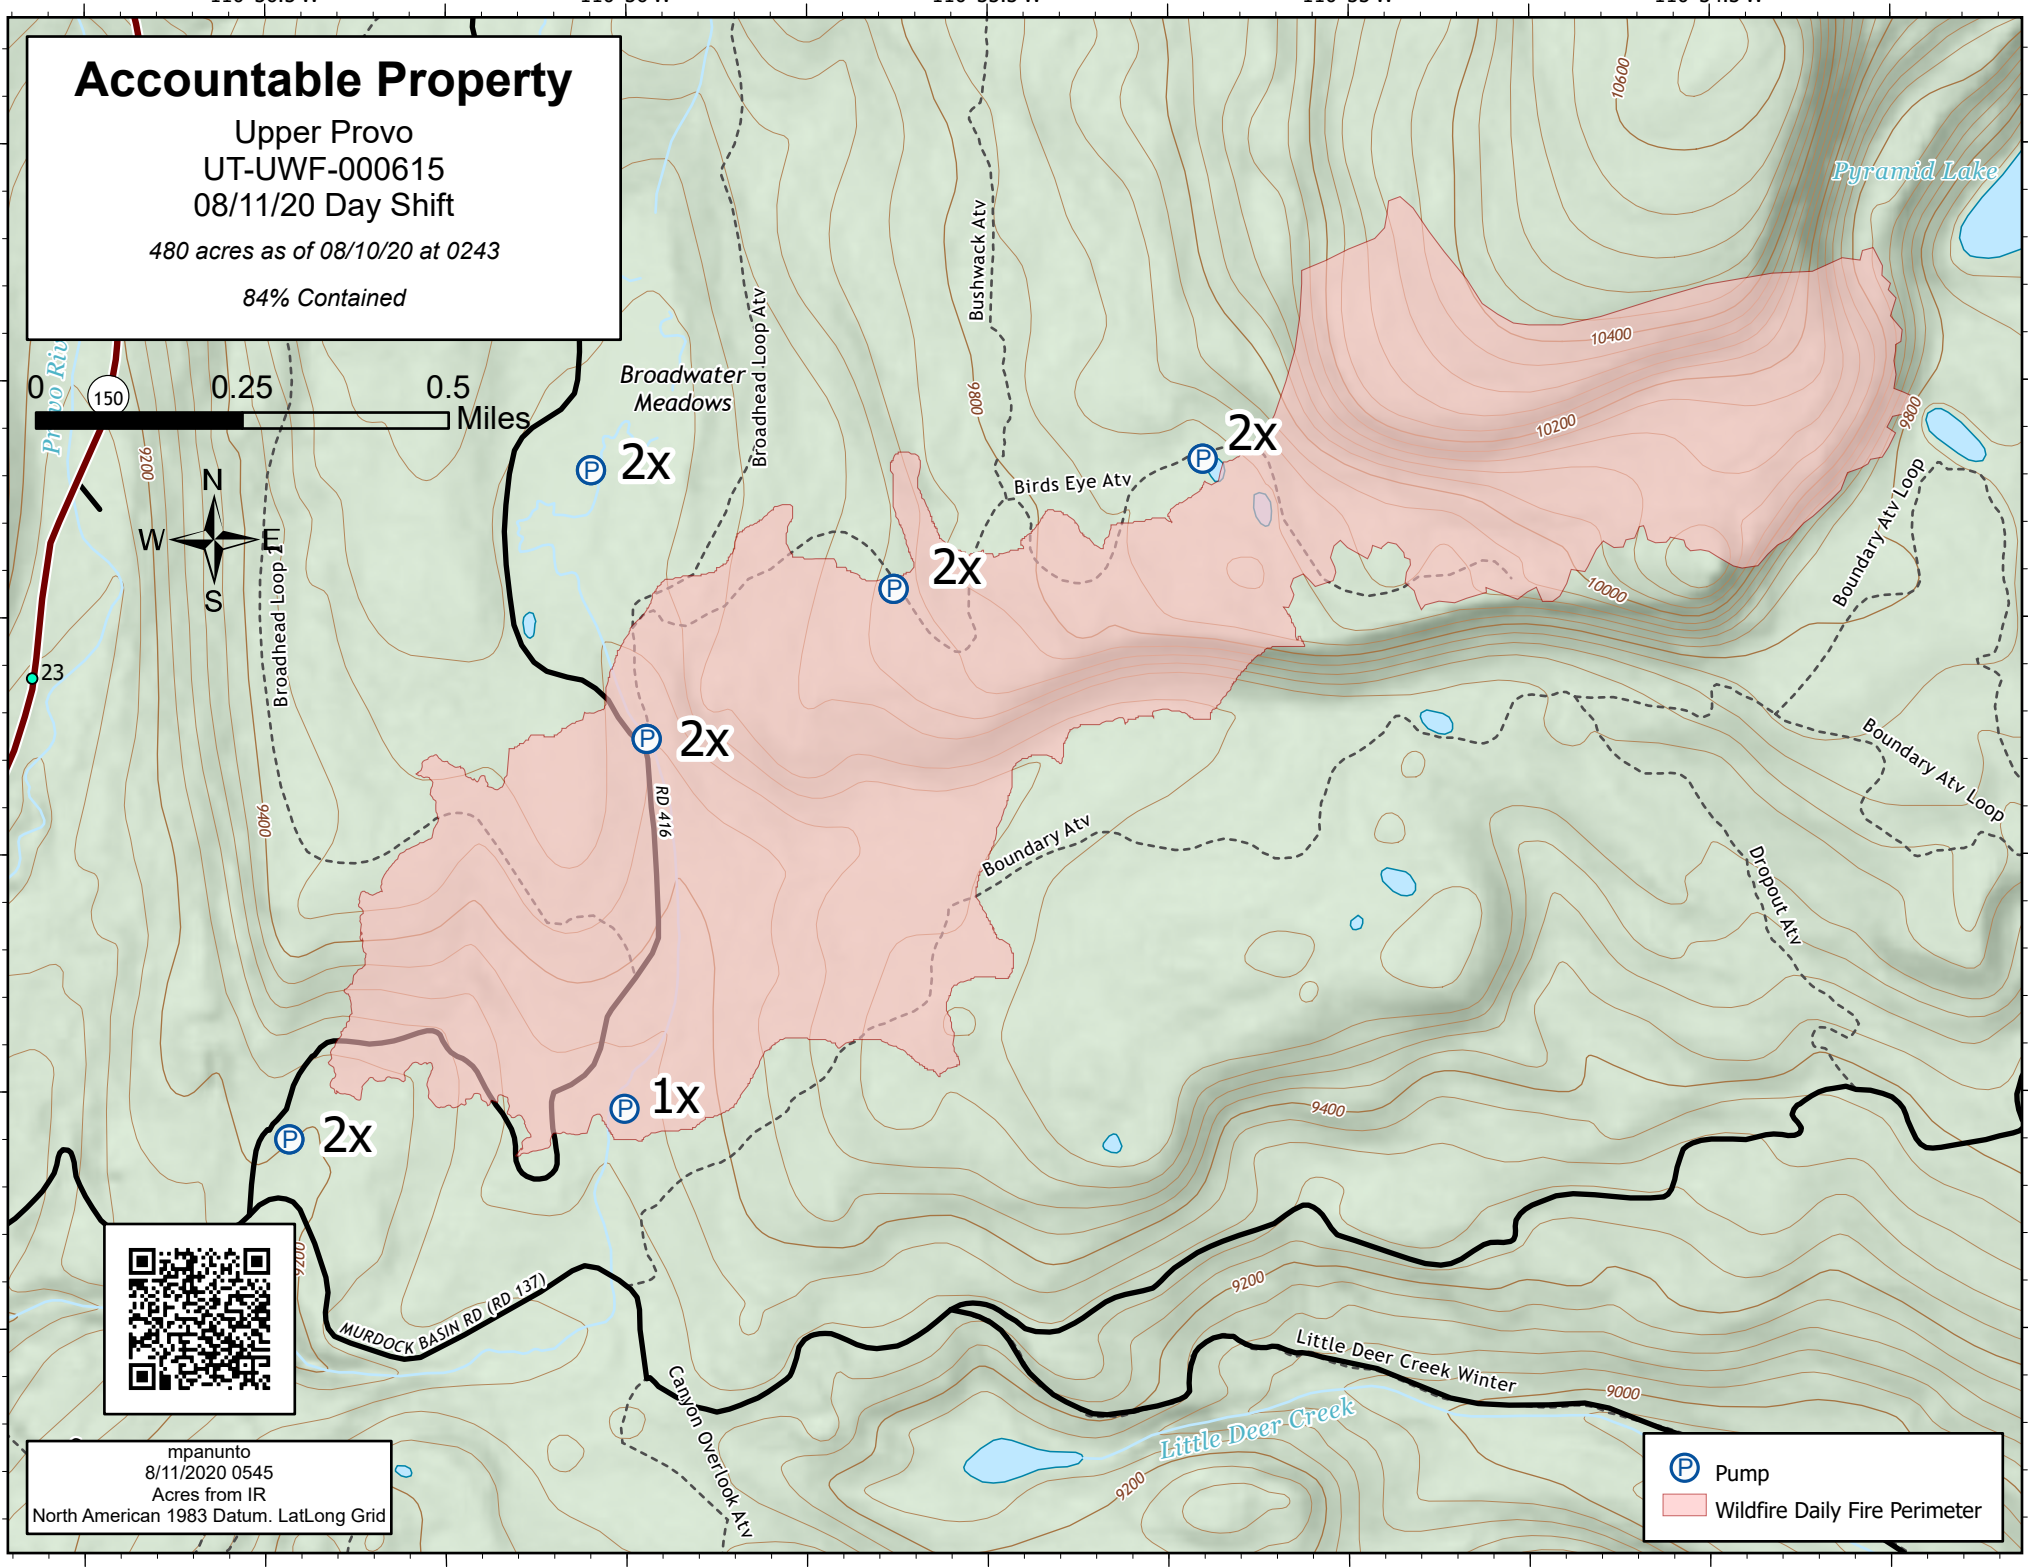 Accountable Property
Upper Provo
UT-UWF-000615
08/11/20 Day Shift
480 acres as of 08/10/20 at 0243
84% Contained
0
0.25
0.5
Miles
150
N
W
E
S
23
9200
9400
Broadhead Loop 2
Broadwater
Meadows
Broadhead Loop Atv
Bushwack Atv
9800
Birds Eye Atv
10600
Pyramid Lake
10400
10200
9800
10000
Boundary Atv Loop
Boundary Atv Loop
Dropout Atv
Boundary Atv
RD 416
2x
2x
2x
2x
1x
2x
P
P
P
P
P
P
9400
9200
9200
MURDOCK BASIN RD (RD 137)
Canyon Overlook Atv
Little Deer Creek Winter
Little Deer Creek
9000
9200
mpanunto
8/11/2020 0545
Acres from IR
North American 1983 Datum. LatLong Grid
P
Pump
Wildfire Daily Fire Perimeter